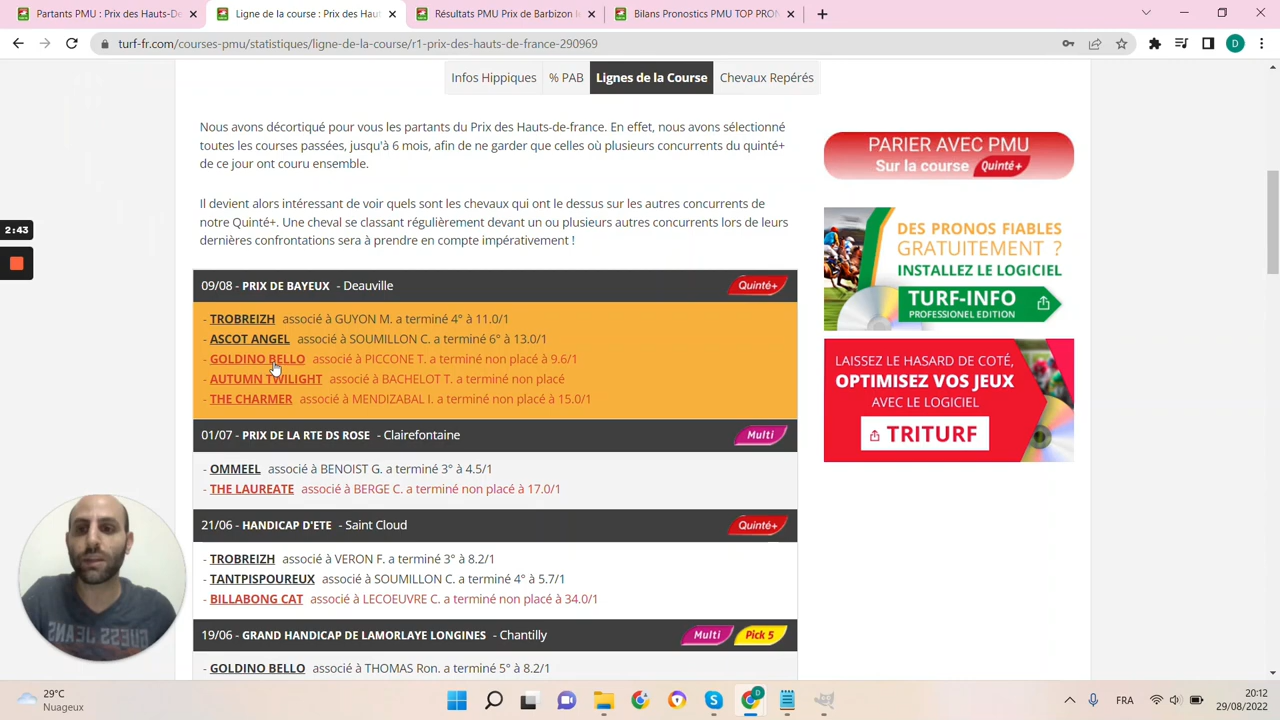 Partants PMU : Prix des Hauts-De
Ligne de la course : Prix des Haut
Résultats PMU Prix de Barbizon l
Bilans Pronostics PMU TOP PRON
turf-fr.com/courses-pmu/statistiques/ligne-de-la-course/r1-prix-des-hauts-de-france-290969
D
Infos Hippiques % PAB Lignes de la Course Chevaux Repérés
Nous avons décortiqué pour vous les partants du Prix des Hauts-de-france. En effet, nous avons sélectionné
toutes les courses passées, jusqu'à 6 mois, afin de ne garder que celles où plusieurs concurrents du quinté+
de ce jour ont couru ensemble.
Il devient alors intéressant de voir quels sont les chevaux qui ont le dessus sur les autres concurrents de
notre Quinté+. Une cheval se classant régulièrement devant un ou plusieurs autres concurrents lors de leurs
dernières confrontations sera à prendre en compte impérativement !
2:43
09/08 - PRIX DE BAYEUX - Deauville Quinté+
- TROBREIZH associé à GUYON M. a terminé 4° à 11.0/1
- ASCOT ANGEL associé à SOUMILLON C. a terminé 6° à 13.0/1
- GOLDINO BELLO associé à PICCONE T. a terminé non placé à 9.6/1
- AUTUMN TWILIGHT associé à BACHELOT T. a terminé non placé
- THE CHARMER associé à MENDIZABAL I. a terminé non placé à 15.0/1
01/07 - PRIX DE LA RTE DS ROSE - Clairefontaine Multi
- OMMEEL associé à BENOIST G. a terminé 3° à 4.5/1
- THE LAUREATE associé à BERGE C. a terminé non placé à 17.0/1
21/06 - HANDICAP D'ETE - Saint Cloud Quinté+
- TROBREIZH associé à VERON F. a terminé 3° à 8.2/1
- TANTPISPOUREUX associé à SOUMILLON C. a terminé 4° à 5.7/1
- BILLABONG CAT associé à LECOEUVRE C. a terminé non placé à 34.0/1
19/06 - GRAND HANDICAP DE LAMORLAYE LONGINES - Chantilly Multi Pick 5
- GOLDINO BELLO associé à THOMAS Ron. a terminé 5° à 8.2/1
PARIER AVEC PMU
Sur la course Quinté+
DES PRONOS FIABLES
GRATUITEMENT ?
INSTALLEZ LE LOGICIEL
TURF-INFO
PROFESIONEL EDITION
LAISSEZ LE HASARD DE COTÉ,
OPTIMISEZ VOS JEUX
AVEC LE LOGICIEL
TRITURF
GUESS JEANS
29°C
Nuageux
D
FRA
20:12
29/08/2022